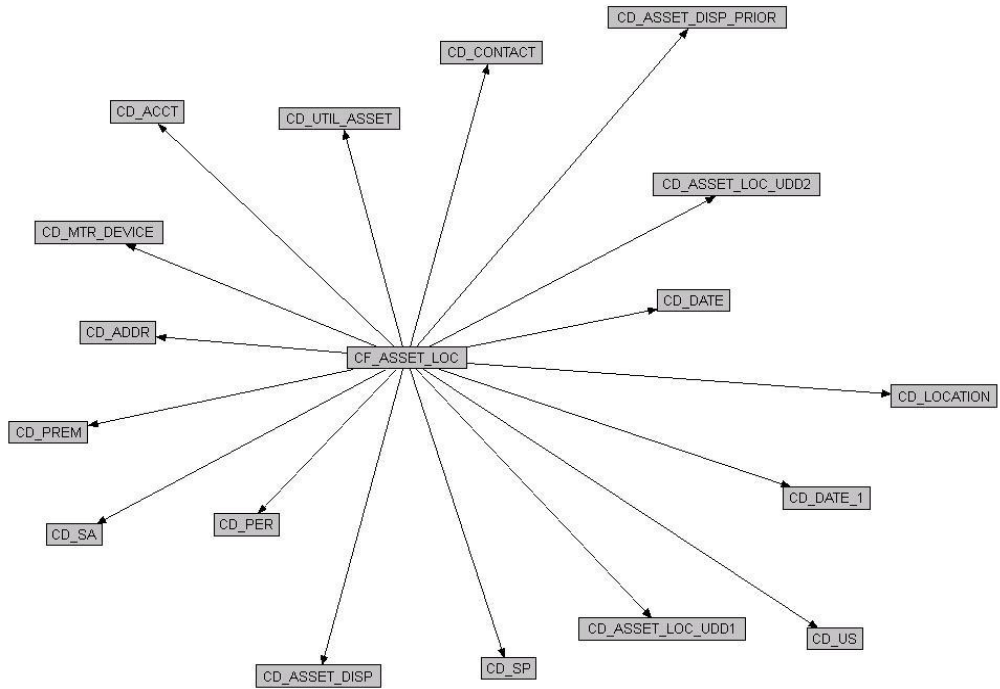 CD_ASSET_DISP_PRIOR
CD_CONTACT
CD_ACCT
CD_UTIL_ASSET
CD_ASSET_LOC_UDD2
CD_MTR_DEVICE
CD_DATE
CD_ADDR
CF_ASSET_LOC
CD_LOCATION
CD_PREM
CD_DATE_1
CD_PER
CD_SA
CD_ASSET_LOC_UDD1
CD_US
CD_SP
CD_ASSET_DISP